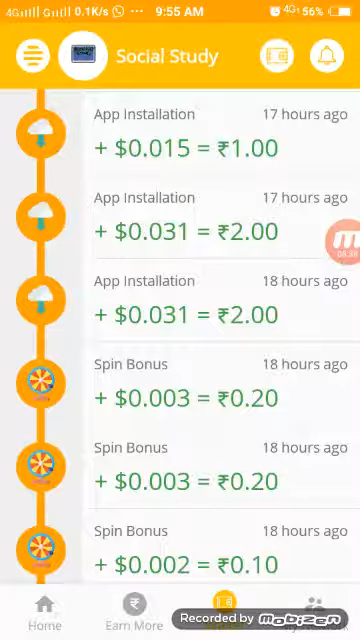 4G G 0.1K/s ... 9:55 AM 4G 56%
Social Study
App Installation 17 hours ago
+ $0.015 = ₹1.00
App Installation 17 hours ago
+ $0.031 = ₹2.00
App Installation 18 hours ago
+ $0.031 = ₹2.00
Spin Bonus 18 hours ago
+ $0.003 = ₹0.20
Spin Bonus 18 hours ago
+ $0.003 = ₹0.20
Spin Bonus 18 hours ago
+ $0.002 = ₹0.10
Recorded by MOBIZEN
Home Earn More